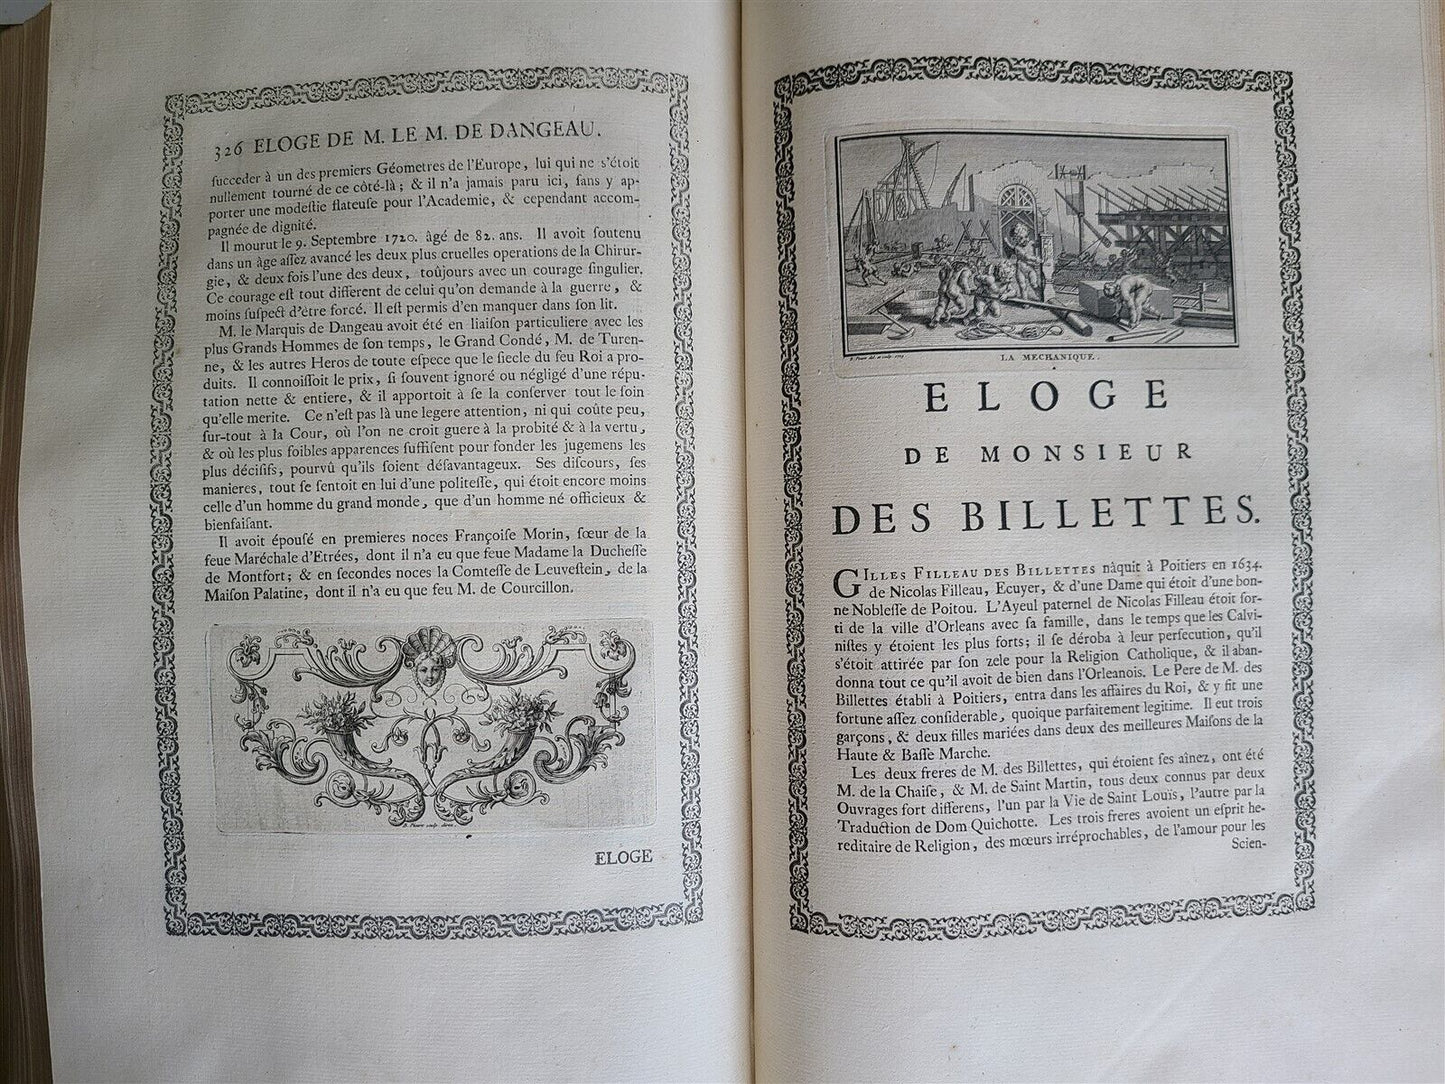 326 ELOGE DE M. LE M. DE DANGEAU.
ſucceder à un des premiers Géometres de l'Europe, lui qui ne s'étoit
nullement tourné de ce côté-là ; & il n'a jamais paru ici, ſans y ap-
porter une modeſtie flateuſe pour l'Academie, & cependant accom-
pagnée de dignité.
Il mourut le 9. Septembre 1720. âgé de 82. ans. Il avoit ſoutenu
dans un âge aſſez avancé les deux plus cruelles operations de la Chirur-
gie, & deux fois l'une des deux, toûjours avec un courage ſingulier.
Ce courage eſt tout different de celui qu'on demande à la guerre, &
moins ſuſpect d'être forcé. Il eſt permis d'en manquer dans ſon lit.
M. le Marquis de Dangeau avoit été en liaiſon particuliere avec les
plus Grands Hommes de ſon temps, le Grand Condé, M. de Turen-
ne, & les autres Heros de toute eſpece que le ſiecle du feu Roi a pro-
duits. Il connoiſſoit le prix, ſi ſouvent ignoré ou négligé d'une répu-
tation nette & entiere, & il apportoit à ſe la conſerver tout le ſoin
qu'elle merite. Ce n'eſt pas là une legere attention, ni qui coûte peu,
ſur-tout à la Cour, où l'on ne croit guere à la probité & à la vertu,
& où les plus foibles apparences ſuffiſent pour fonder les jugemens les
plus déciſifs, pourvû qu'ils ſoient déſavantageux. Ses diſcours, ſes
manieres, tout ſe ſentoit en lui d'une politeſſe, qui étoit encore moins
celle d'un homme du grand monde, que d'un homme né officieux &
bienfaiſant.
Il avoit épouſé en premieres noces Françoiſe Morin, ſœur de la
feue Maréchale d'Etrées, dont il n'a eu que feue Madame la Ducheſſe
de Montfort ; & en ſecondes noces la Comteſſe de Leuveſtein, de la
Maiſon Palatine, dont il n'a eu que feu M. de Courcillon.
ELOGE
LA MECHANIQUE.
ELOGE
DE MONSIEUR
DES BILLETTES.
GILLES FILLEAU DES BILLETTES nâquit à Poitiers en 1634.
de Nicolas Filleau, Ecuyer, & d'une Dame qui étoit d'une bon-
ne Nobleſſe de Poitou. L'Ayeul paternel de Nicolas Filleau étoit ſor-
ti de la ville d'Orleans avec ſa famille, dans le temps que les Calvi-
niſtes y étoient les plus forts ; il ſe déroba à leur perſecution, qu'il
s'étoit attirée par ſon zele pour la Religion Catholique, & il aban-
donna tout ce qu'il avoit de bien dans l'Orleanois. Le Pere de M. des
Billettes établi à Poitiers, entra dans les affaires du Roi, & y fit une
fortune aſſez conſiderable, quoique parfaitement legitime. Il eut trois
garçons, & deux filles mariées dans deux des meilleures Maiſons de la
Haute & Baſſe Marche.
Les deux freres de M. des Billettes, qui étoient ſes aînez, ont été
M. de la Chaiſe, & M. de Saint Martin, tous deux connus par deux
Ouvrages fort differens, l'un par la Vie de Saint Louis, l'autre par la
Traduction de Dom Quichotte. Les trois freres avoient un eſprit he-
reditaire de Religion, des mœurs irréprochables, de l'amour pour les
Scien-